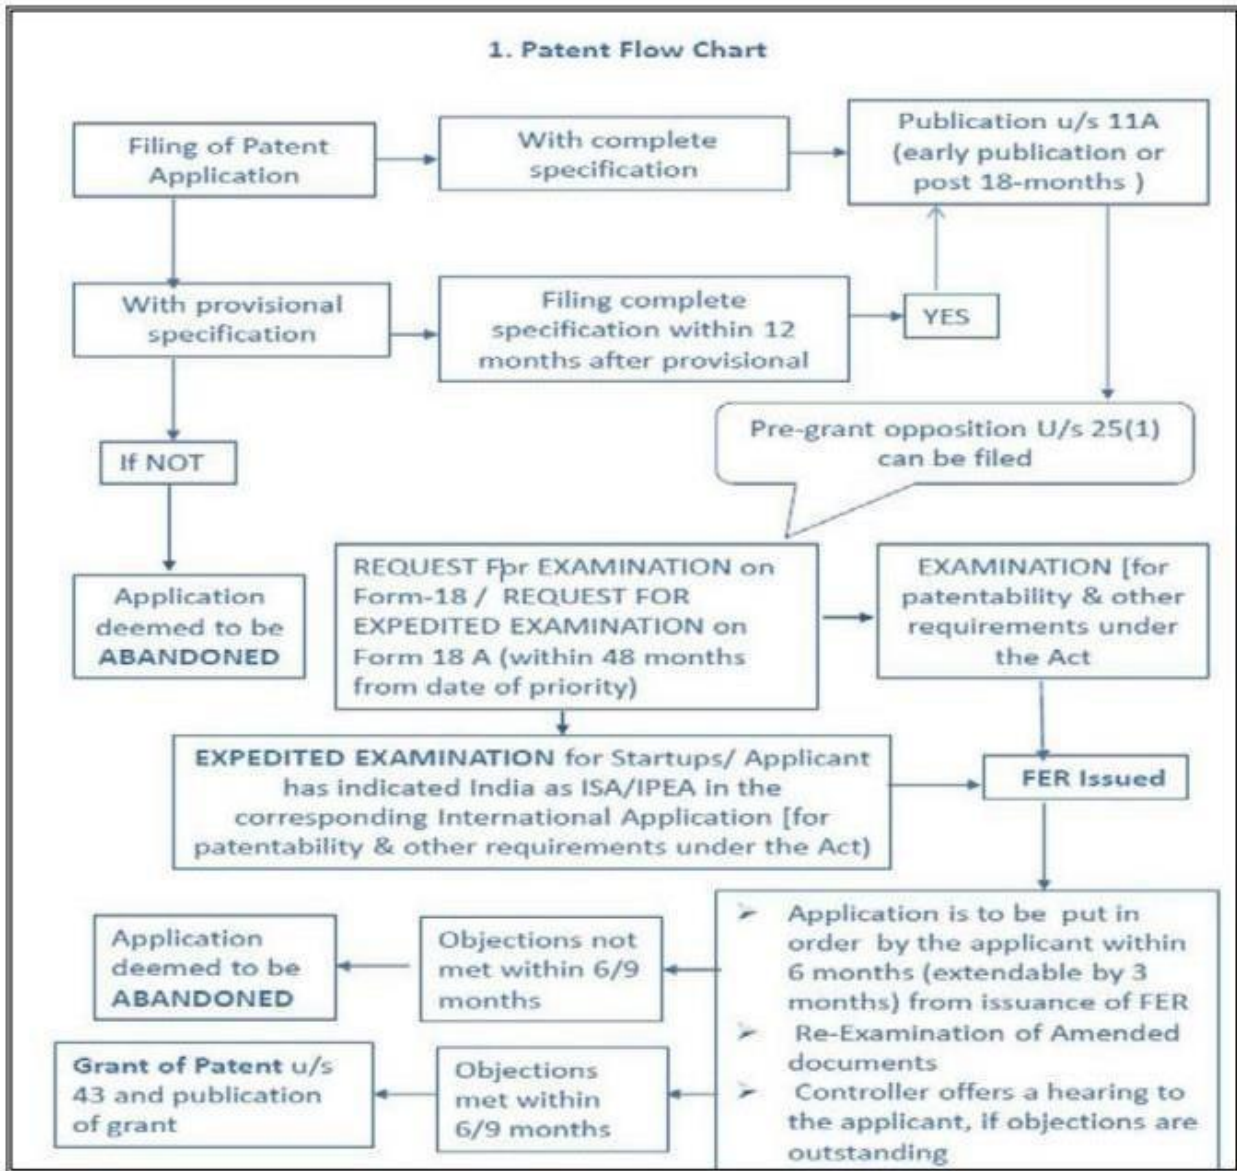 1. Patent Flow Chart
Filing of Patent
Application
With complete
specification
Publication u/s 11A
(early publication or
post 18-months )
With provisional
specification
Filing complete
specification within 12
months after provisional
YES
If NOT
Application
deemed to be
ABANDONED
Pre-grant opposition U/s 25(1)
can be filed
REQUEST For EXAMINATION on
Form-18 / REQUEST FOR
EXPEDITED EXAMINATION on
Form 18 A (within 48 months
from date of priority)
EXAMINATION [for
patentability & other
requirements under
the Act
EXPEDITED EXAMINATION for Startups/ Applicant
has indicated India as ISA/IPEA in the
corresponding International Application [for
patentability & other requirements under the Act)
FER Issued
➢ Application is to be put in
order by the applicant within
6 months (extendable by 3
months) from issuance of FER
➢ Re-Examination of Amended
documents
➢ Controller offers a hearing to
the applicant, if objections are
outstanding
Objections not
met within 6/9
months
Application
deemed to be
ABANDONED
Objections
met within
6/9 months
Grant of Patent u/s
43 and publication
of grant